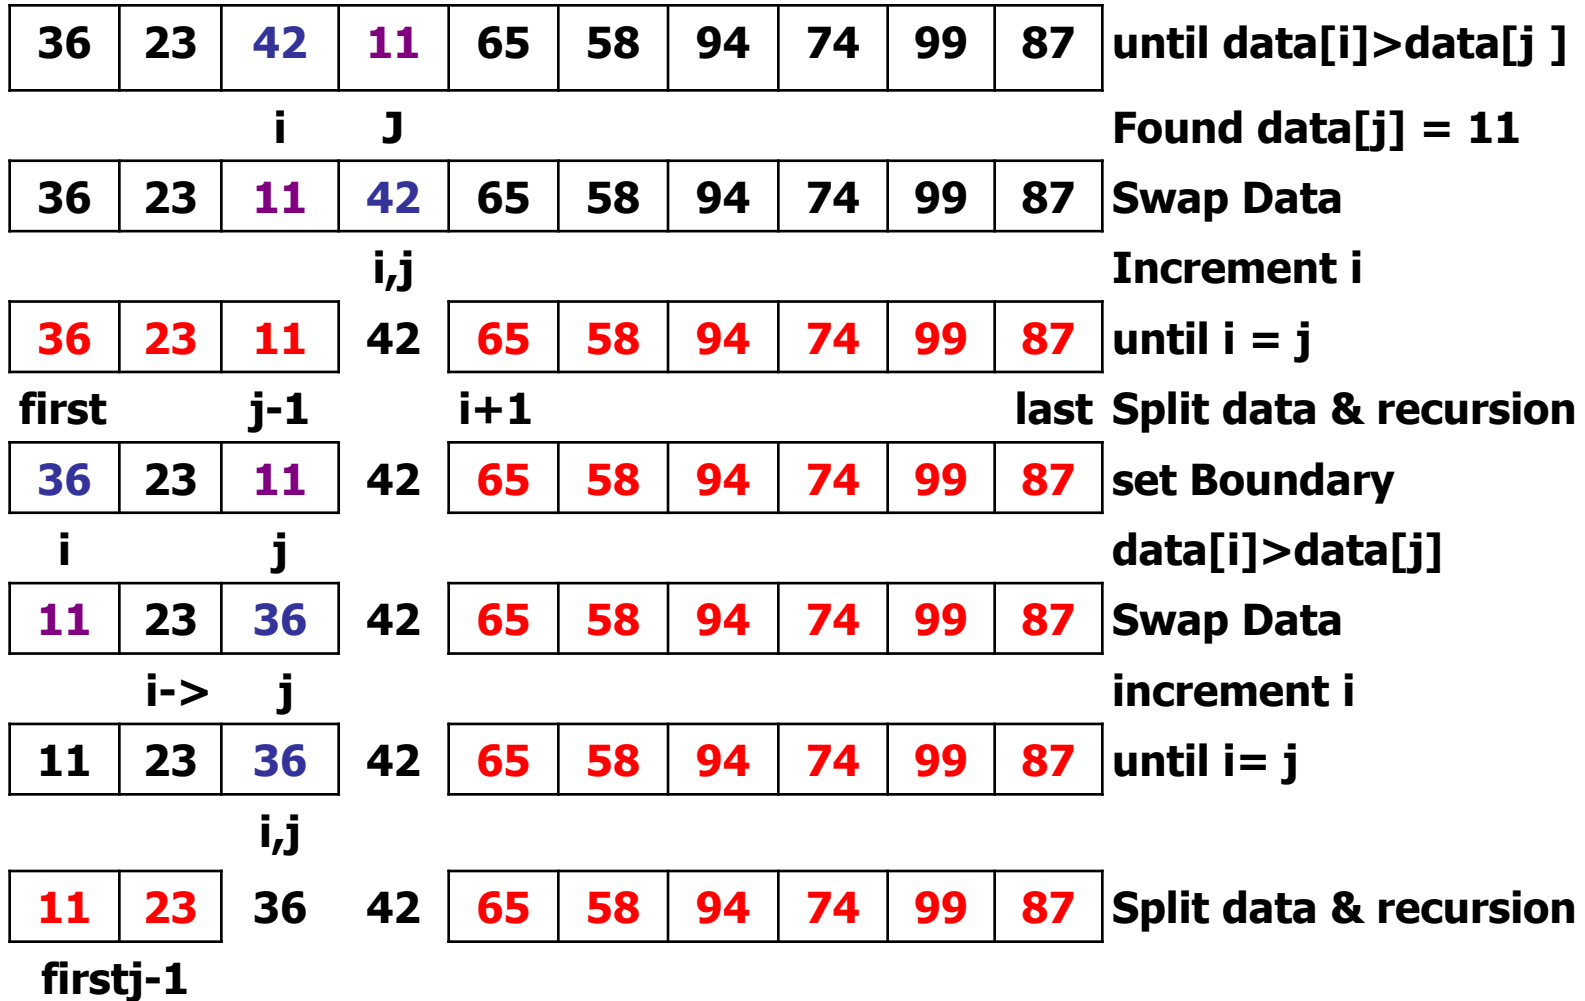 36 23 42 11 65 58 94 74 99 87 until data[i]>data[j ]
i J Found data[j] = 11
36 23 11 42 65 58 94 74 99 87 Swap Data
i,j Increment i
36 23 11 42 65 58 94 74 99 87 until i = j
first j-1 i+1 last Split data & recursion
36 23 11 42 65 58 94 74 99 87 set Boundary
i j data[i]>data[j]
11 23 36 42 65 58 94 74 99 87 Swap Data
i-> j increment i
11 23 36 42 65 58 94 74 99 87 until i= j
i,j
11 23 36 42 65 58 94 74 99 87 Split data & recursion
firstj-1